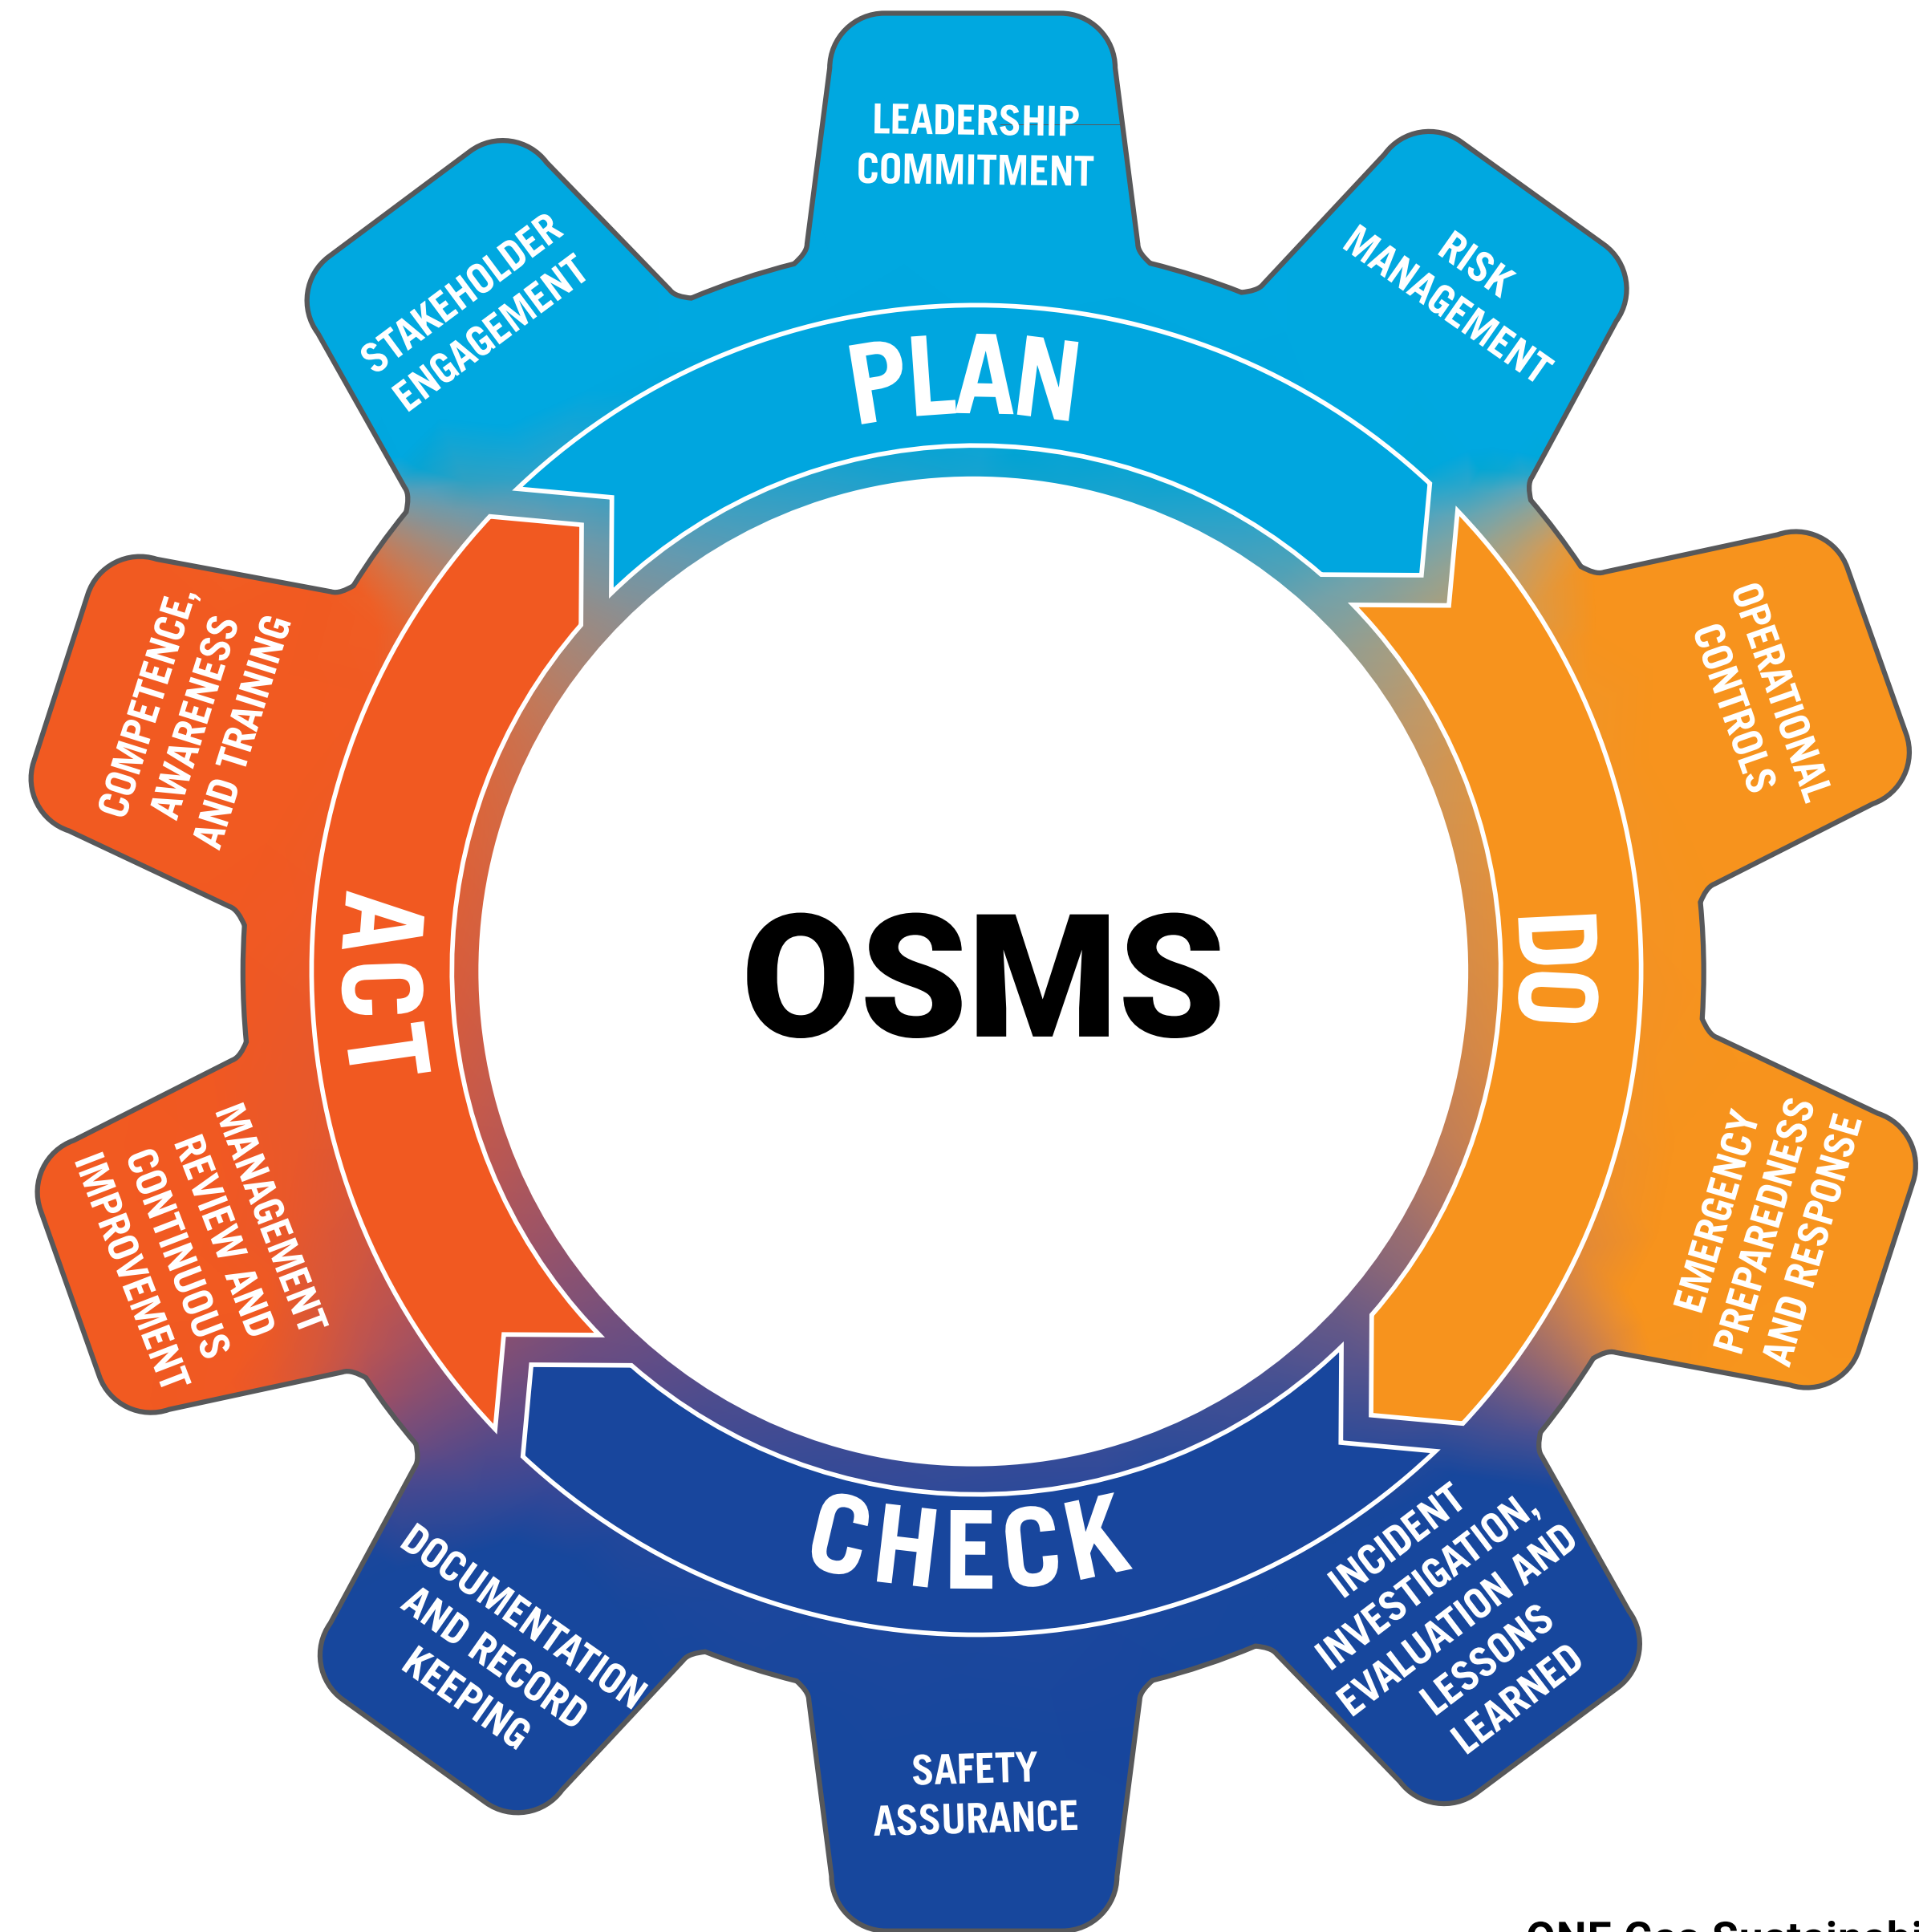 LEADERSHIP
COMMITMENT
RISK
MANAGEMENT
OPERATIONAL
CONTROLS
EMERGENCY
PREPAREDNESS
AND RESPONSE
INCIDENT
INVESTIGATION,
EVALUATION AND
LESSONS
LEARNED
SAFETY
ASSURANCE
DOCUMENTATION
AND RECORD
KEEPING
MANAGEMENT
REVIEW AND
CONTINUOUS
IMPROVEMENT
COMPETENCE,
AWARENESS
AND TRAINING
STAKEHOLDER
ENGAGEMENT
PLAN
DO
CHECK
ACT
OSMS
ONE Gas